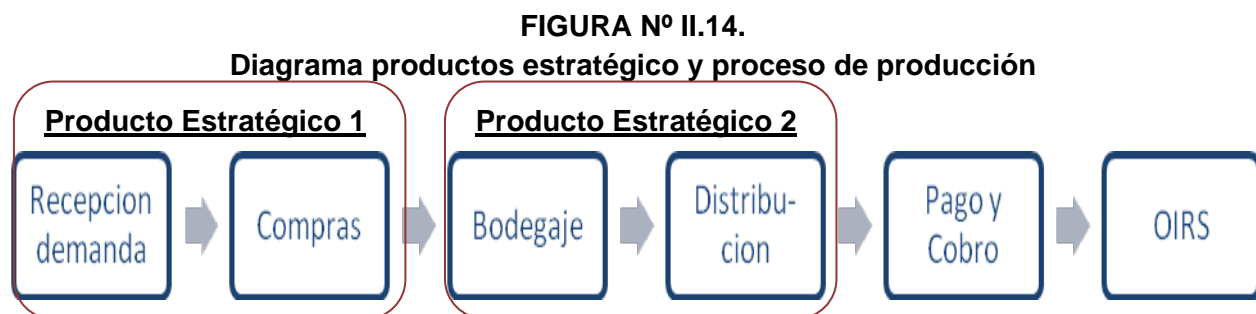 FIGURA Nº II.14.
Diagrama productos estratégico y proceso de producción
Producto Estratégico 1
Producto Estratégico 2
Recepcion
demanda
Compras
Bodegaje
Distribu-
cion
Pago y
Cobro
OIRS